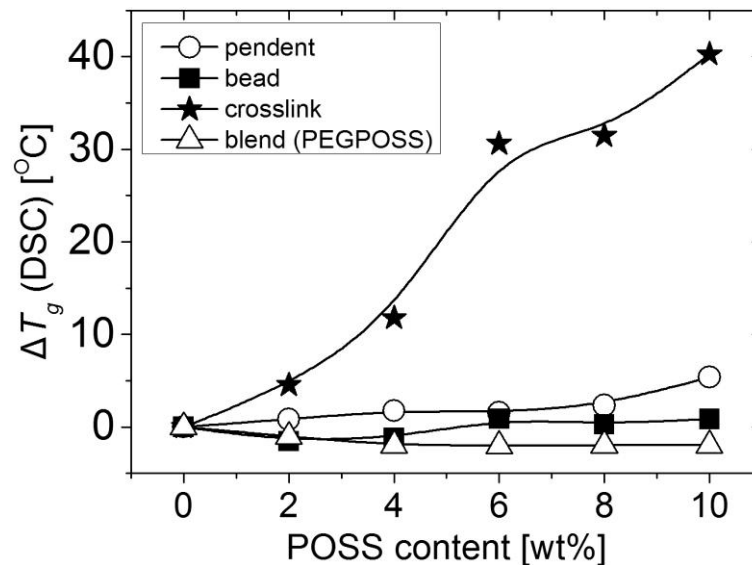 pendent
bead
crosslink
blend (PEGPOSS)
40
30
20
10
0
ΔTg (DSC) [°C]
0 2 4 6 8 10
POSS content [wt%]